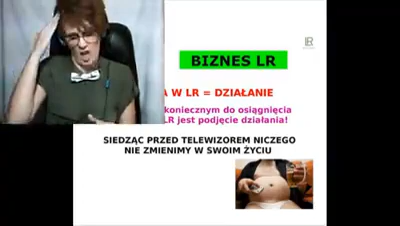 BIZNES LR
LR
W LR = DZIAŁANIE
koniecznym do osiągnięcia
LR jest podjęcie działania!
SIEDZĄC PRZED TELEWIZOREM NICZEGO
NIE ZMIENIMY W SWOIM ŻYCIU